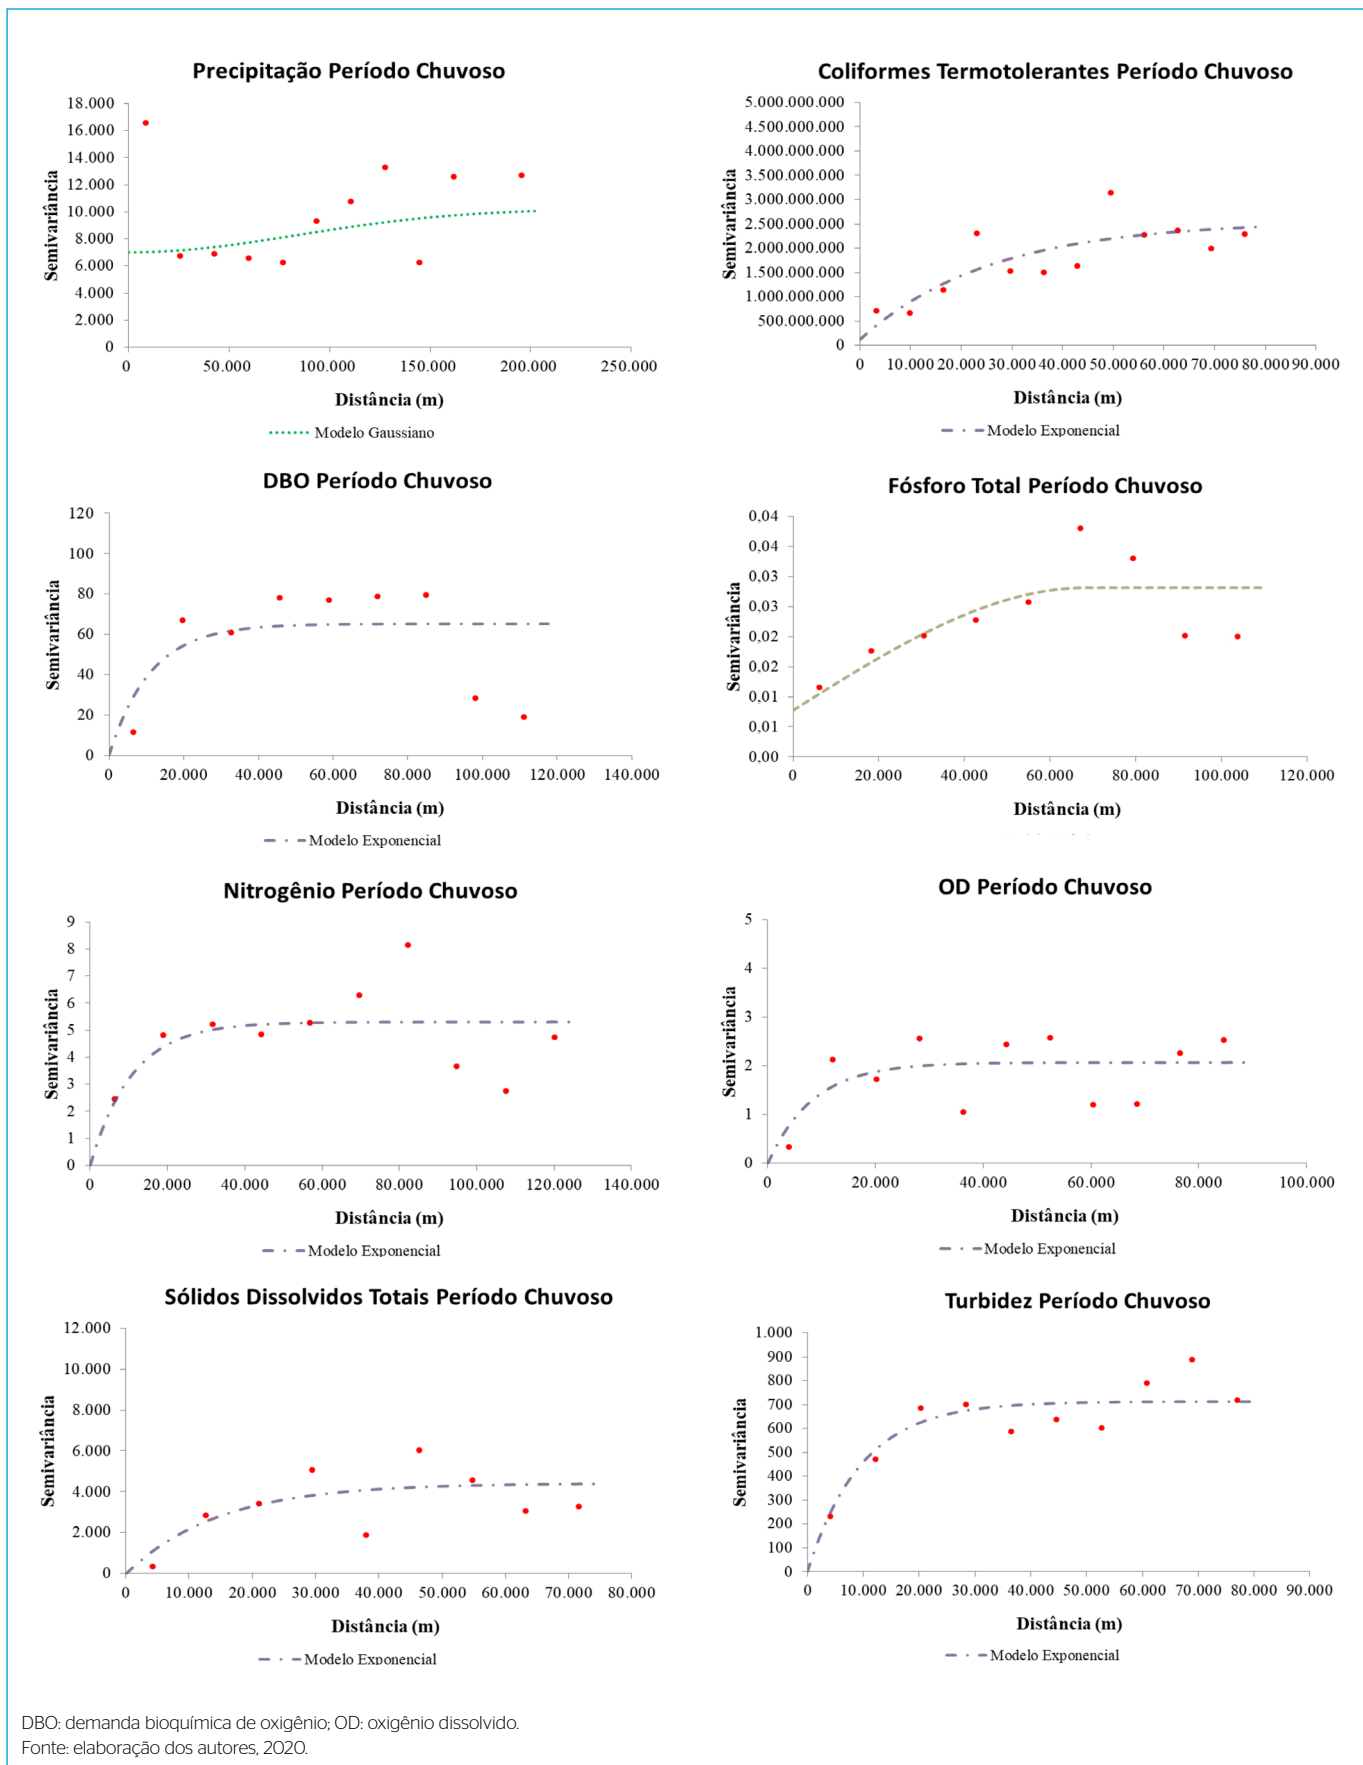 Precipitação Período Chuvoso
18.000
16.000
14.000
12.000
10.000
8.000
6.000
4.000
2.000
0
Semivariância
0 50.000 100.000 150.000 200.000 250.000
Distância (m)
Modelo Gaussiano
Coliformes Termotolerantes Período Chuvoso
5.000.000.000
4.500.000.000
4.000.000.000
3.500.000.000
3.000.000.000
2.500.000.000
2.000.000.000
1.500.000.000
1.000.000.000
500.000.000
0
Semivariância
0 10.000 20.000 30.000 40.000 50.000 60.000 70.000 80.000 90.000
Distância (m)
Modelo Exponencial
DBO Período Chuvoso
120
100
80
60
40
20
0
Semivariância
0 20.000 40.000 60.000 80.000 100.000 120.000 140.000
Distância (m)
Modelo Exponencial
Fósforo Total Período Chuvoso
0,04
0,04
0,03
0,03
0,02
0,02
0,01
0,01
0,00
Semivariância
0 20.000 40.000 60.000 80.000 100.000 120.000
Distância (m)
Nitrogênio Período Chuvoso
9
8
7
6
5
4
3
2
1
0
Semivariância
0 20.000 40.000 60.000 80.000 100.000 120.000 140.000
Distância (m)
Modelo Exponencial
OD Período Chuvoso
5
4
3
2
1
0
Semivariância
0 20.000 40.000 60.000 80.000 100.000
Distância (m)
Modelo Exponencial
Sólidos Dissolvidos Totais Período Chuvoso
12.000
10.000
8.000
6.000
4.000
2.000
0
Semivariância
0 10.000 20.000 30.000 40.000 50.000 60.000 70.000 80.000
Distância (m)
Modelo Exponencial
Turbidez Período Chuvoso
1.000
900
800
700
600
500
400
300
200
100
0
Semivariância
0 10.000 20.000 30.000 40.000 50.000 60.000 70.000 80.000 90.000
Distância (m)
Modelo Exponencial
DBO: demanda bioquímica de oxigênio; OD: oxigênio dissolvido.
Fonte: elaboração dos autores, 2020.